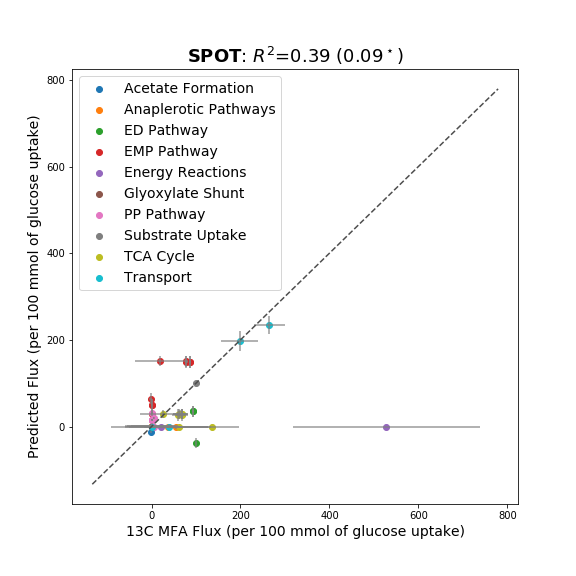 SPOT: R²=0.39 (0.09*)
800
600
400
200
0
Predicted Flux (per 100 mmol of glucose uptake)
Acetate Formation
Anaplerotic Pathways
ED Pathway
EMP Pathway
Energy Reactions
Glyoxylate Shunt
PP Pathway
Substrate Uptake
TCA Cycle
Transport
0 200 400 600 800
13C MFA Flux (per 100 mmol of glucose uptake)